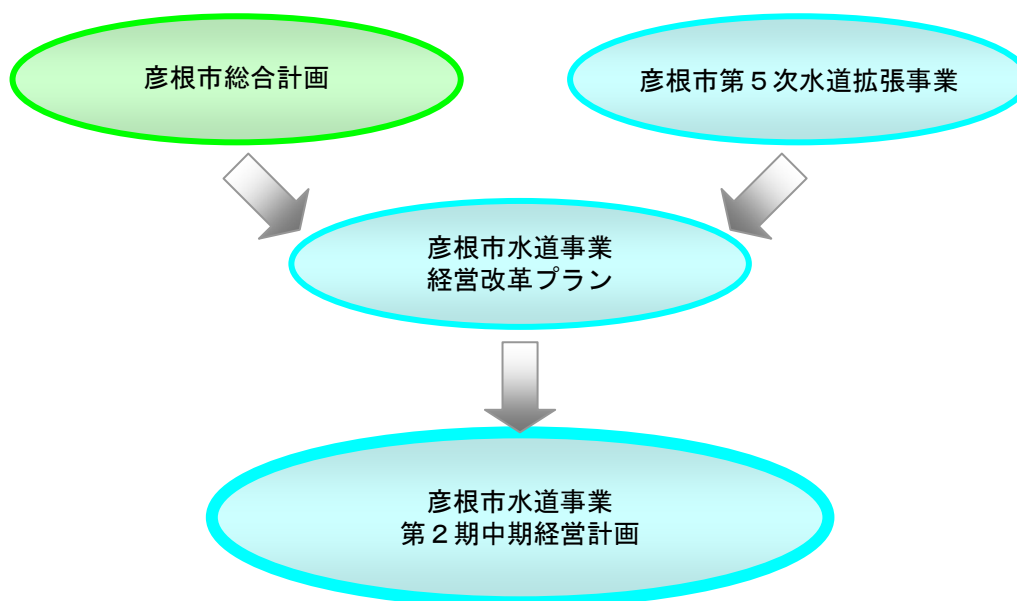 彦根市総合計画
彦根市第５次水道拡張事業
彦根市水道事業
経営改革プラン
彦根市水道事業
第２期中期経営計画